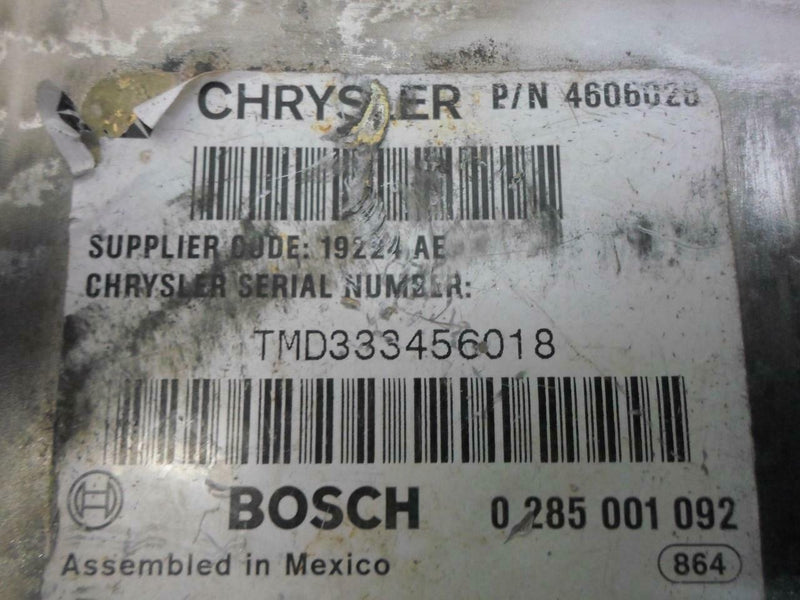 CHRYSLER P/N 4606028
SUPPLIER CODE: 19224 AE
CHRYSLER SERIAL NUMBER:
TMD333456018
BOSCH 0 285 001 092
Assembled in Mexico 864